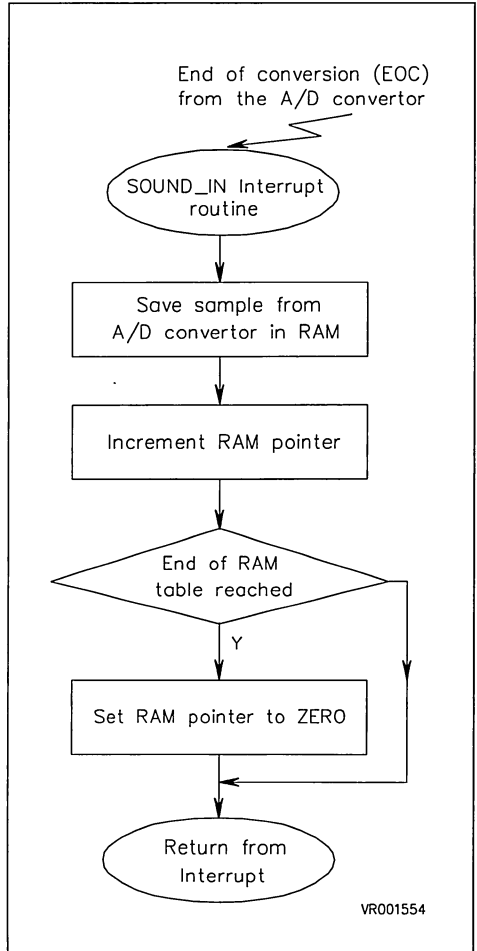 End of conversion (EOC)
from the A/D convertor
SOUND_IN Interrupt
routine
Save sample from
A/D convertor in RAM
Increment RAM pointer
End of RAM
table reached
Y
Set RAM pointer to ZERO
Return from
Interrupt
VR001554